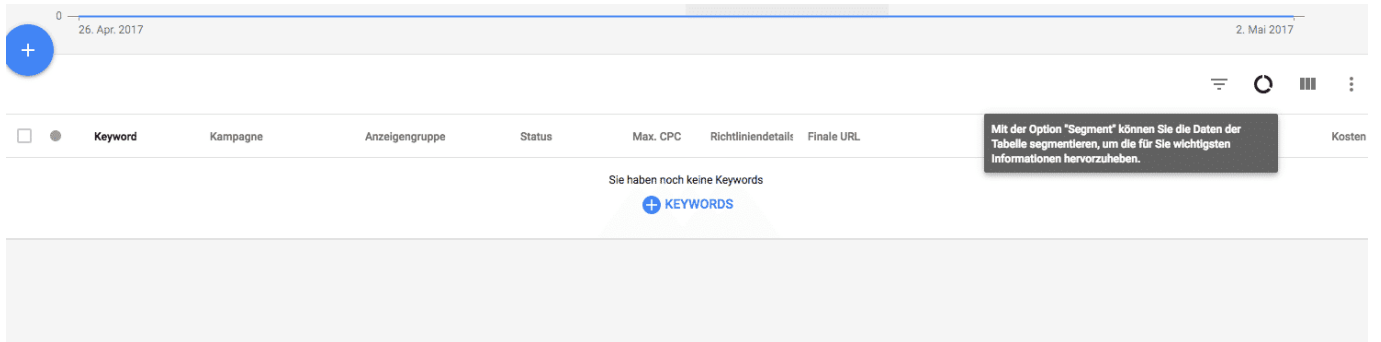 0
26. Apr. 2017
2. Mai 2017
Keyword Kampagne Anzeigengruppe Status Max. CPC Richtliniendetails Finale URL Kosten
Mit der Option "Segment" können Sie die Daten der
Tabelle segmentieren, um die für Sie wichtigsten
Informationen hervorzuheben.
Sie haben noch keine Keywords
KEYWORDS